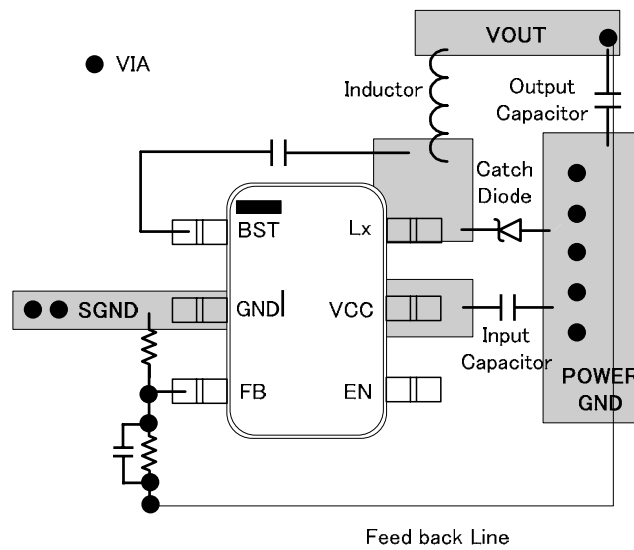 VOUT
VIA
Inductor
Output
Capacitor
Catch
Diode
BST
Lx
SGND
GND
VCC
Input
Capacitor
FB
EN
POWER
GND
Feed back Line